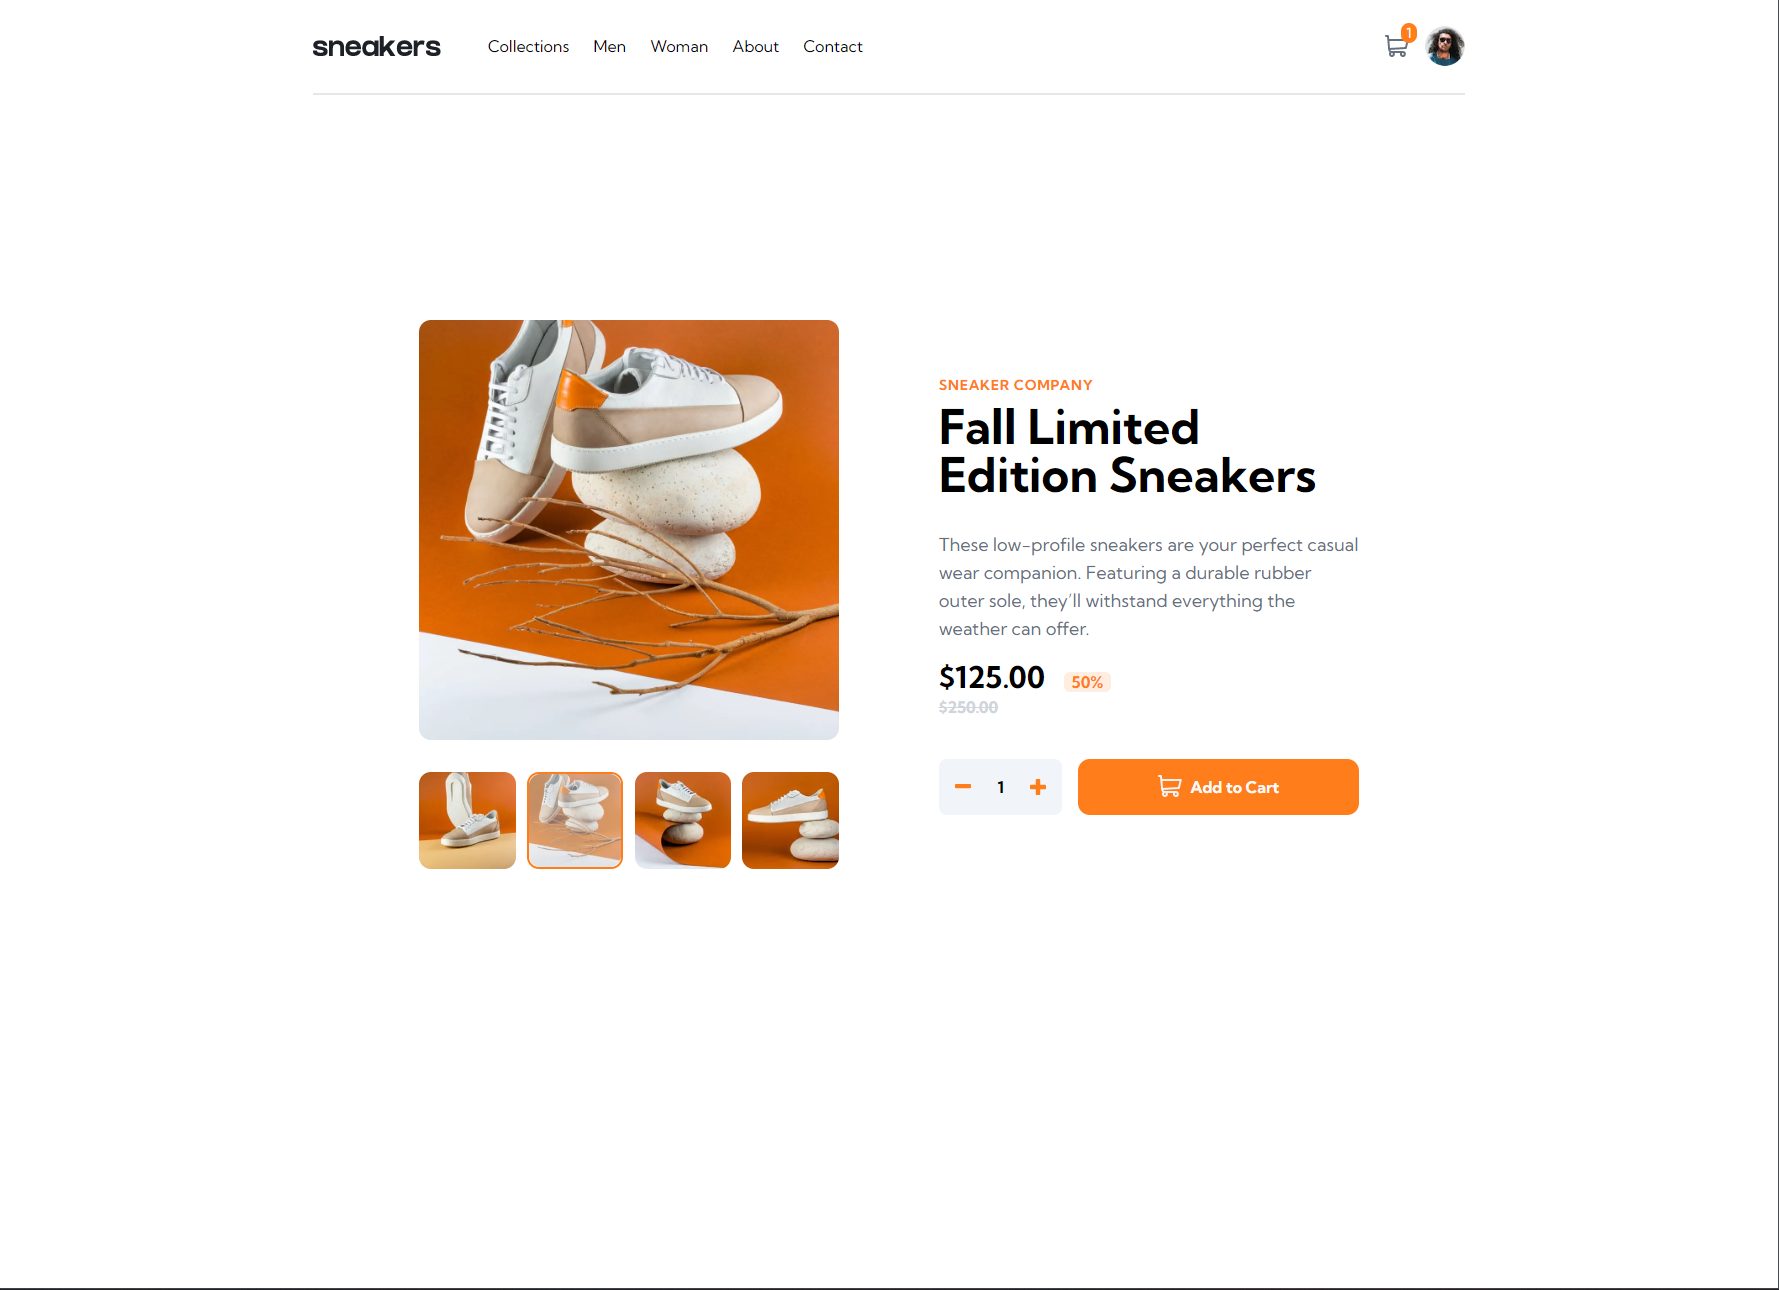 sneakers
Collections Men Woman About Contact
1
SNEAKER COMPANY
Fall Limited
Edition Sneakers
These low-profile sneakers are your perfect casual
wear companion. Featuring a durable rubber
outer sole, they’ll withstand everything the
weather can offer.
$125.00 50%
$250.00
1 Add to Cart